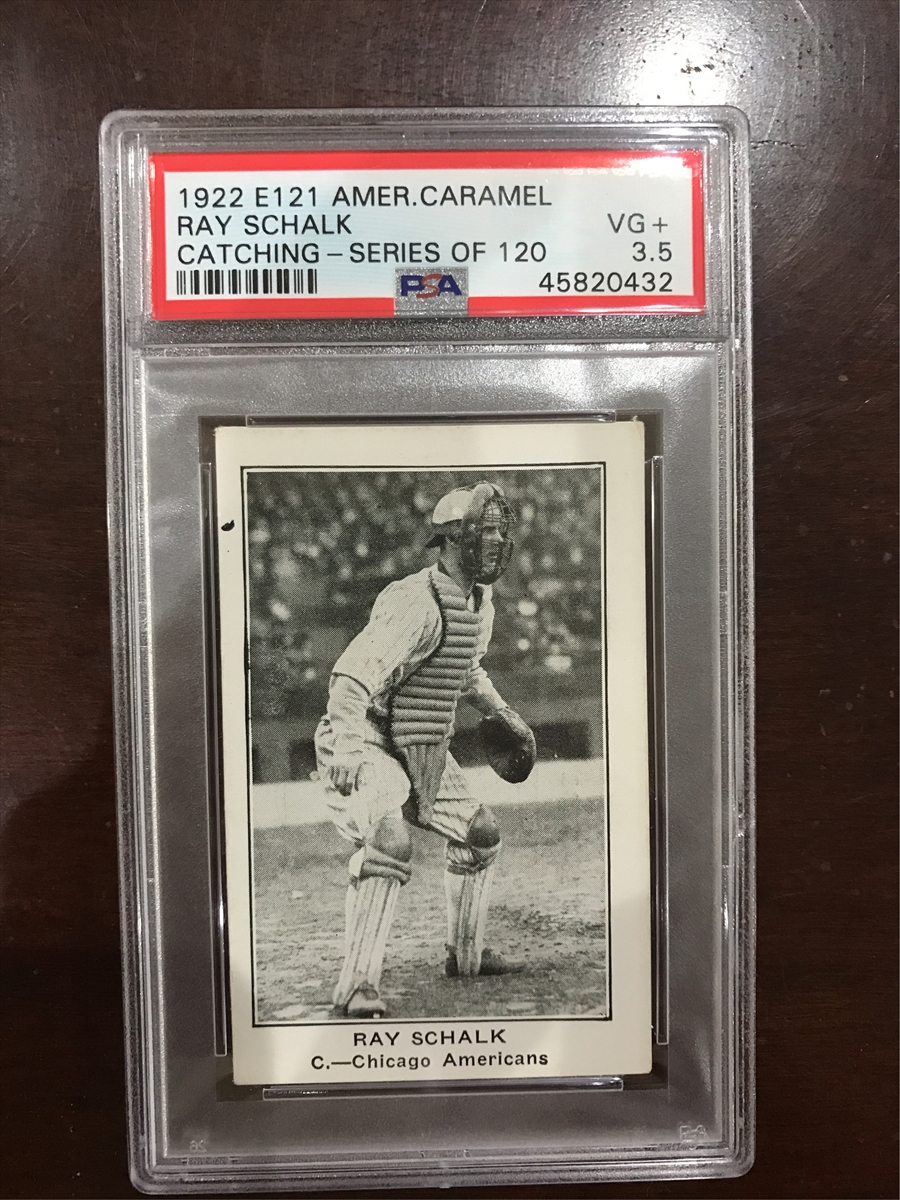 1922 E121 AMER.CARAMEL
RAY SCHALK VG+
CATCHING – SERIES OF 120 3.5
PSA 45820432
RAY SCHALK
C.—Chicago Americans